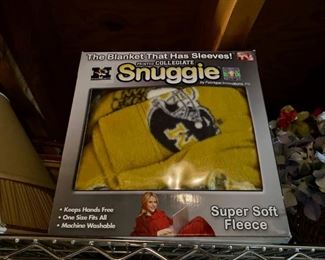 The Blanket That Has Sleeves!
PRINTED COLLEGIATE
Snuggie
• Keeps Hands Free
• One Size Fits All
• Machine Washable
Super Soft
Fleece